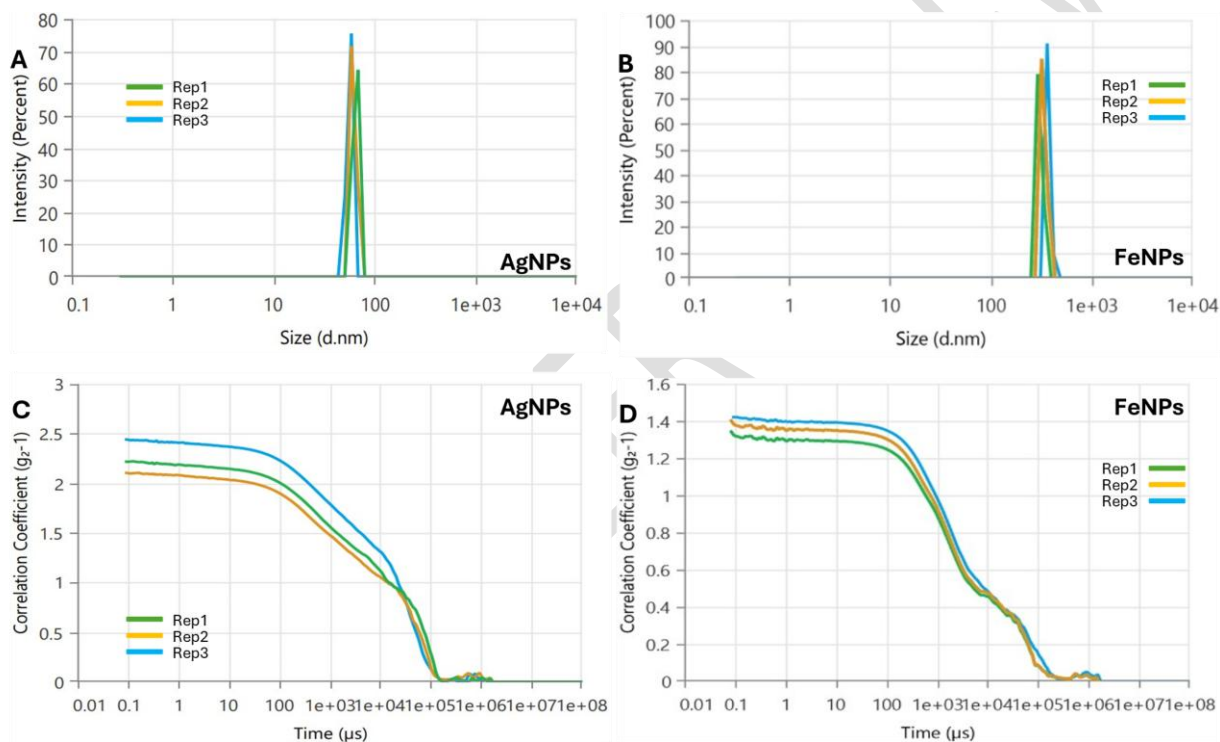 A
AgNPs
Intensity (Percent)
80
70
60
50
40
30
20
10
0
Rep1
Rep2
Rep3
0.1 1 10 100 1e+03 1e+04
Size (d.nm)
B
FeNPs
Intensity (Percent)
100
90
80
70
60
50
40
30
20
10
0
Rep1
Rep2
Rep3
0.1 1 10 100 1e+03 1e+04
Size (d.nm)
C
AgNPs
Correlation Coefficient (g₂-1)
3
2.5
2
1.5
1
0.5
0
Rep1
Rep2
Rep3
0.01 0.1 1 10 100 1e+031e+041e+051e+061e+071e+08
Time (µs)
D
FeNPs
Correlation Coefficient (g₂-1)
1.6
1.4
1.2
1
0.8
0.6
0.4
0.2
0
Rep1
Rep2
Rep3
0.01 0.1 1 10 100 1e+031e+041e+051e+061e+071e+08
Time (µs)